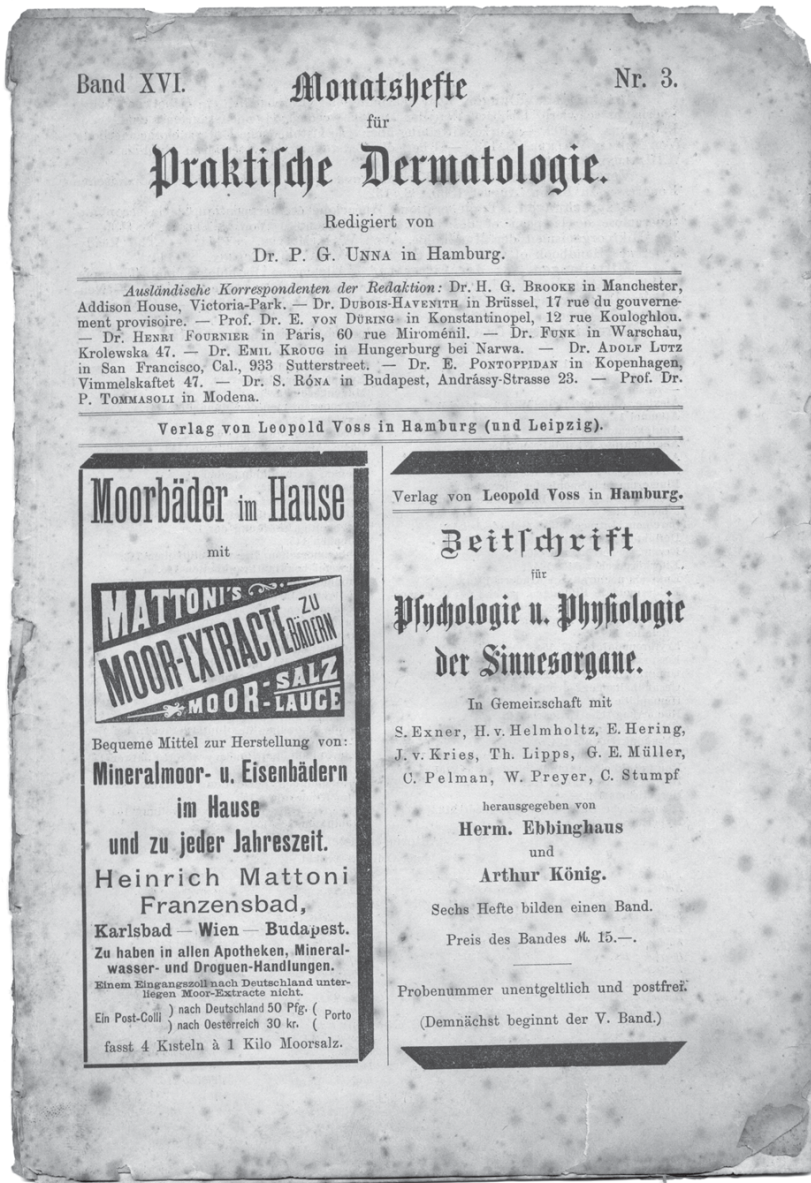 Band XVI.
Monatshefte
Nr. 3.
für
Praktiſche Dermatologie.
Redigiert von
Dr. P. G. UNNA in Hamburg.
Ausländische Korrespondenten der Redaktion: Dr. H. G. BROOKE in Manchester,
Addison House, Victoria-Park. — Dr. DUBOIS-HAVENITH in Brüssel, 17 rue du gouverne-
ment provisoire. — Prof. Dr. E. VON DÜRING in Konstantinopel, 12 rue Kouloghlou.
— Dr. HENRI FOURNIER in Paris, 60 rue Miroménil. — Dr. FUNK in Warschau,
Krolewska 47. — Dr. EMIL KROUG in Hungerburg bei Narwa. — Dr. ADOLF LUTZ
in San Francisco, Cal., 933 Sutterstreet. — Dr. E. PONTOPPIDAN in Kopenhagen,
Vimmelskaftet 47. — Dr. S. RÓNA in Budapest, Andrássy-Strasse 23. — Prof. Dr.
P. TOMMASOLI in Modena.
Verlag von Leopold Voss in Hamburg (und Leipzig).
Moorbäder im Hause
mit
MATTONI'S
MOOR-EXTRACTE
ZU
BÄDERN
MOOR-SALZ
LAUGE
Bequeme Mittel zur Herstellung von:
Mineralmoor- u. Eisenbädern
im Hause
und zu jeder Jahreszeit.
Heinrich Mattoni
Franzensbad,
Karlsbad — Wien — Budapest.
Zu haben in allen Apotheken, Mineral-
wasser- und Droguen-Handlungen.
Einem Eingangszoll nach Deutschland unter-
liegen Moor-Extracte nicht.
Ein Post-Colli ) nach Deutschland 50 Pfg. ( Porto
) nach Oesterreich 30 kr. (
fasst 4 Kisteln à 1 Kilo Moorsalz.
Verlag von Leopold Voss in Hamburg.
Zeitſchrift
für
Pſychologie u. Phyſiologie
der Sinnesorgane.
In Gemeinschaft mit
S. Exner, H. v. Helmholtz, E. Hering,
J. v. Kries, Th. Lipps, G. E. Müller,
C. Pelman, W. Preyer, C. Stumpf
herausgegeben von
Herm. Ebbinghaus
und
Arthur König.
Sechs Hefte bilden einen Band.
Preis des Bandes M. 15.—.
Probenummer unentgeltlich und postfrei.
(Demnächst beginnt der V. Band.)